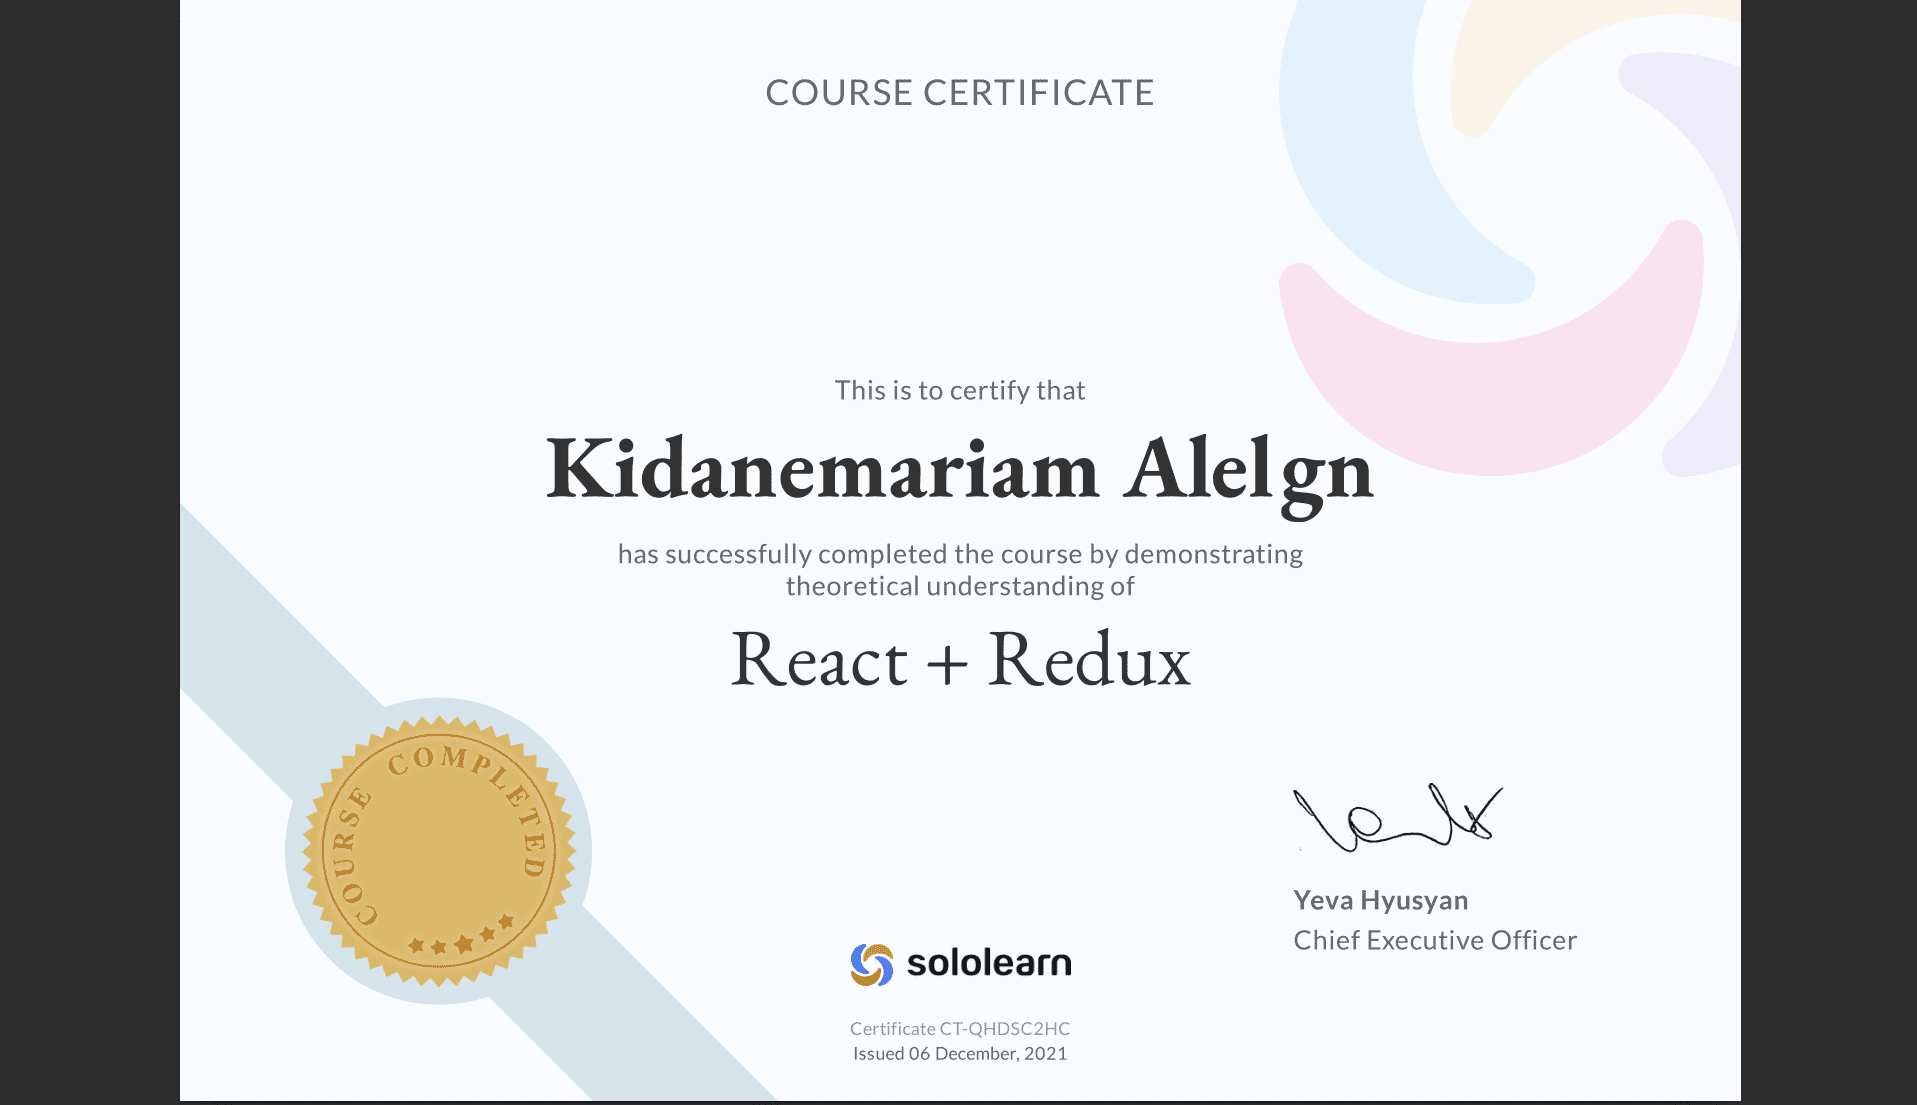 COURSE CERTIFICATE
This is to certify that
Kidanemariam Alelgn
has successfully completed the course by demonstrating
theoretical understanding of
React + Redux
COURSE COMPLETED
Yeva Hyusyan
Chief Executive Officer
sololearn
Certificate CT-QHDSC2HC
Issued 06 December, 2021